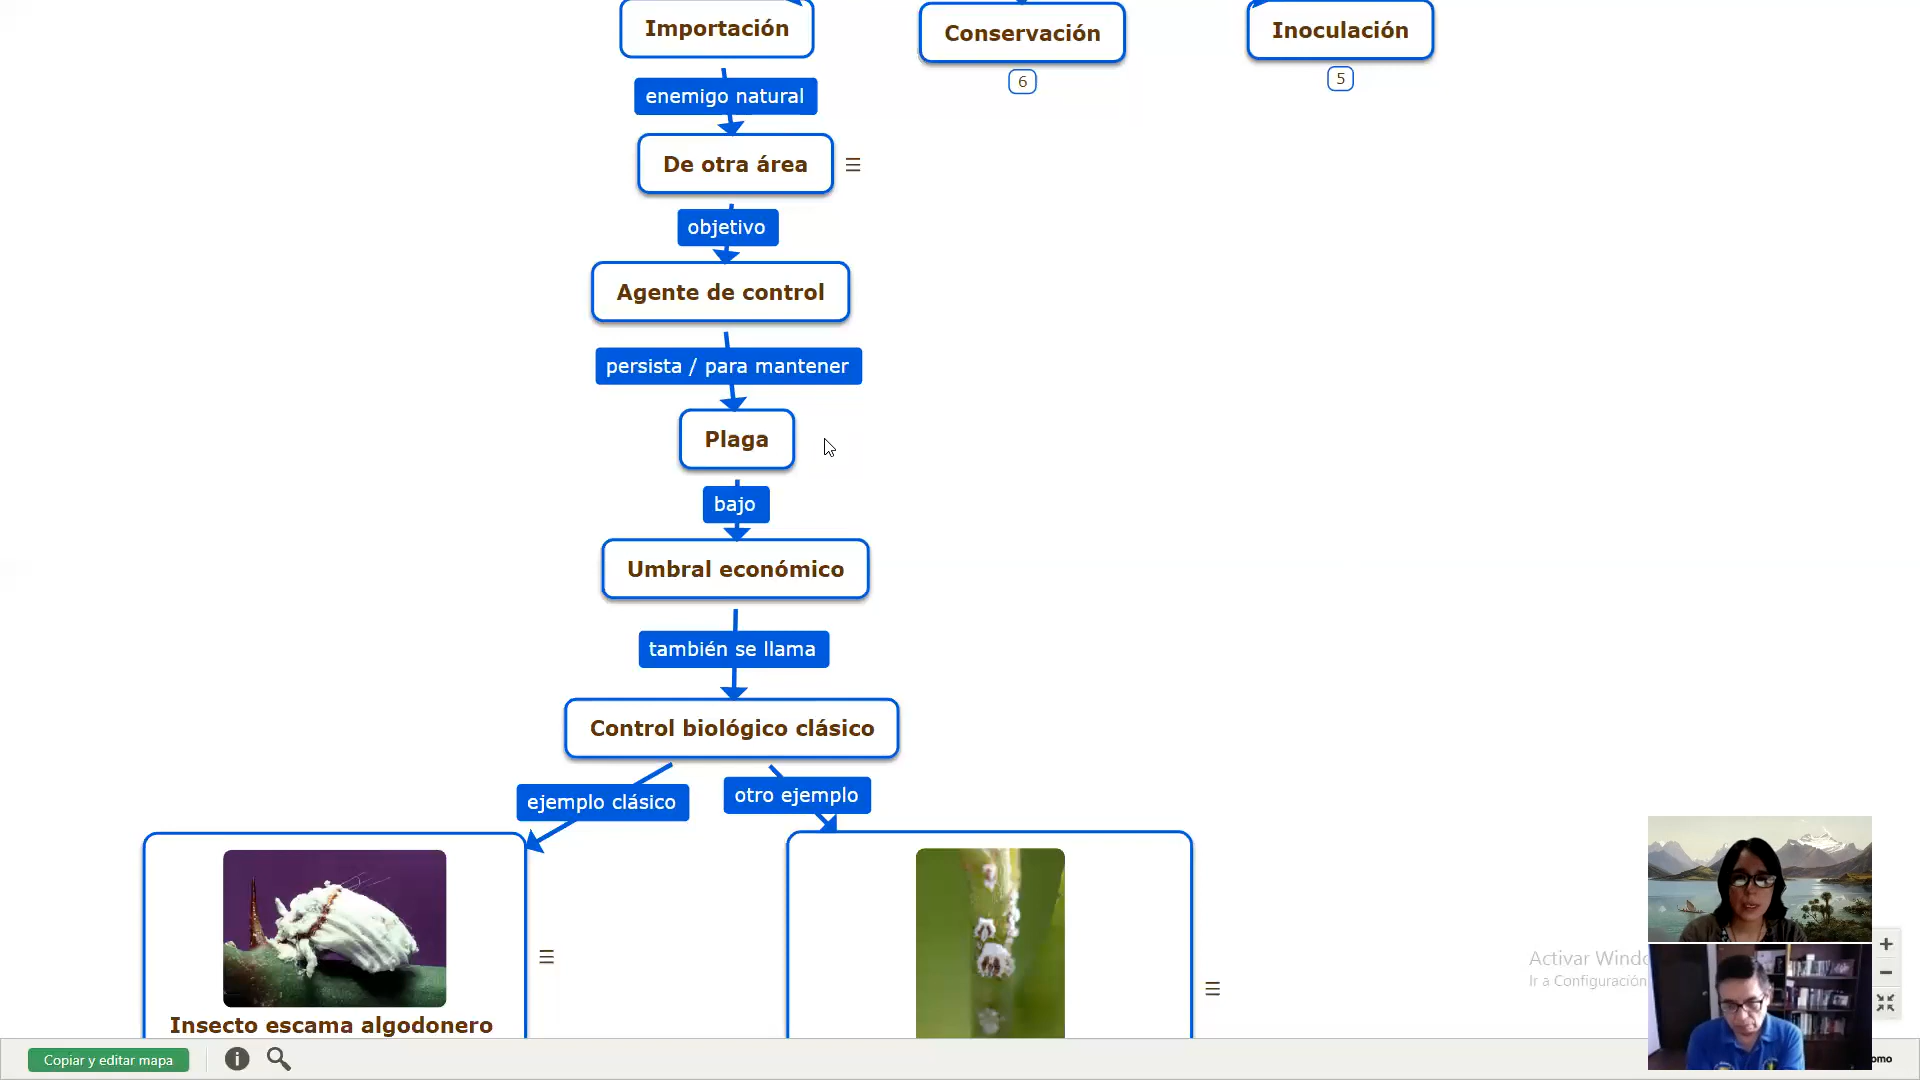 Importación
Conservación
Inoculación
6
5
enemigo natural
De otra área
objetivo
Agente de control
persista / para mantener
Plaga
bajo
Umbral económico
también se llama
Control biológico clásico
ejemplo clásico
otro ejemplo
Insecto escama algodonero
Activar
Ir a Configuración
Copiar y editar mapa